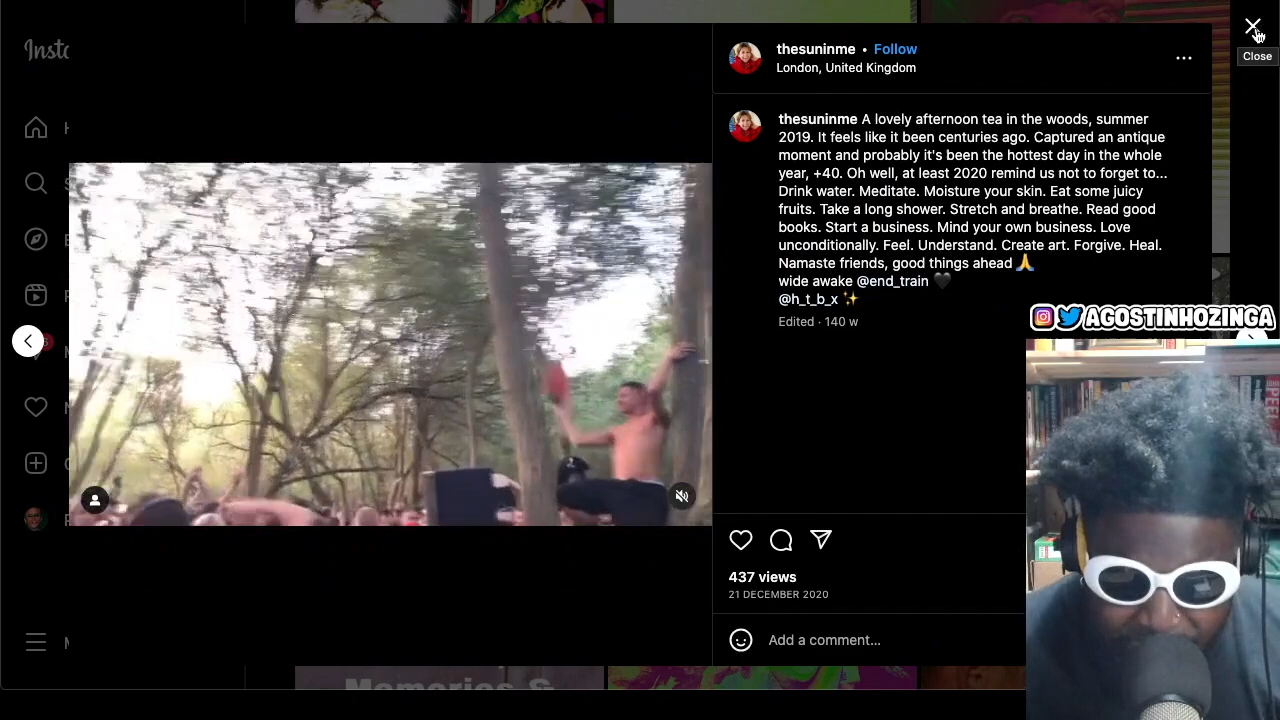 Insta
thesuninme • Follow
London, United Kingdom
Close
thesuninme A lovely afternoon tea in the woods, summer
2019. It feels like it been centuries ago. Captured an antique
moment and probably it's been the hottest day in the whole
year, +40. Oh well, at least 2020 remind us not to forget to...
Drink water. Meditate. Moisture your skin. Eat some juicy
fruits. Take a long shower. Stretch and breathe. Read good
books. Start a business. Mind your own business. Love
unconditionally. Feel. Understand. Create art. Forgive. Heal.
Namaste friends, good things ahead 🙏
wide awake @end_train 🖤
@h_t_b_x ✨
Edited · 140 w
AGOSTINHOZINGA
437 views
21 DECEMBER 2020
Add a comment...
Memories &